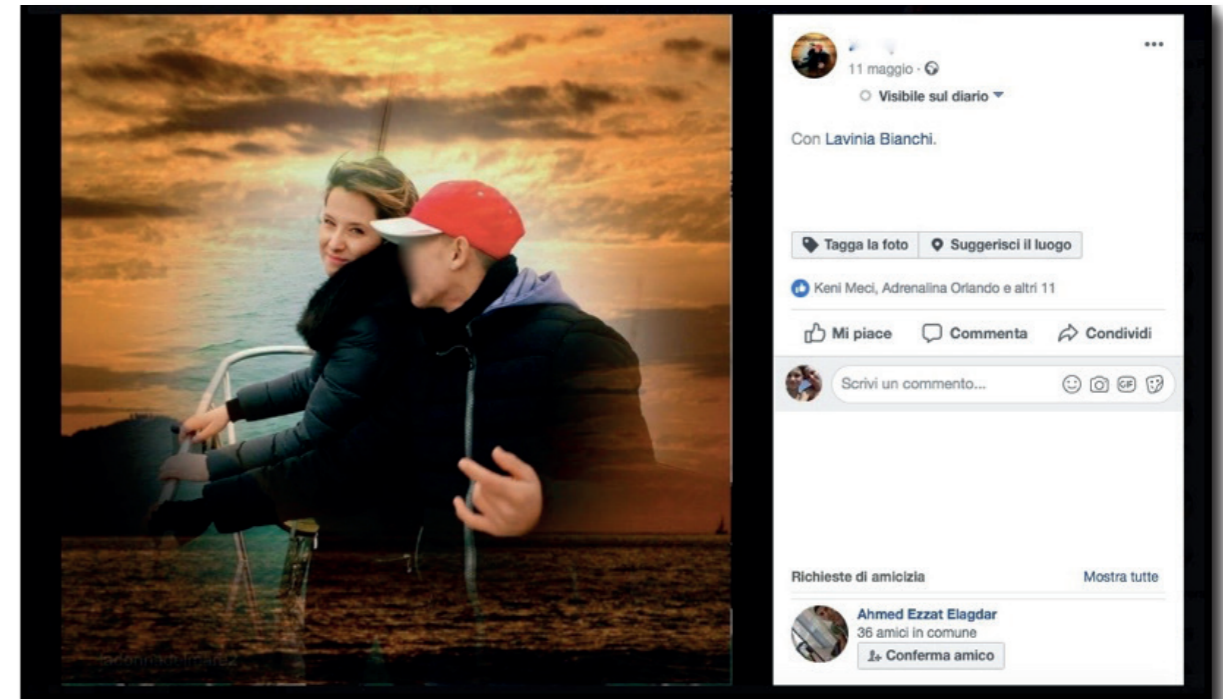 11 maggio ·
Visibile sul diario
Con Lavinia Bianchi.
Tagga la foto
Suggerisci il luogo
Keni Meci, Adrenalina Orlando e altri 11
Mi piace
Commenta
Condividi
Scrivi un commento...
GIF
Richieste di amicizia
Mostra tutte
Ahmed Ezzat Elagdar
36 amici in comune
Conferma amico